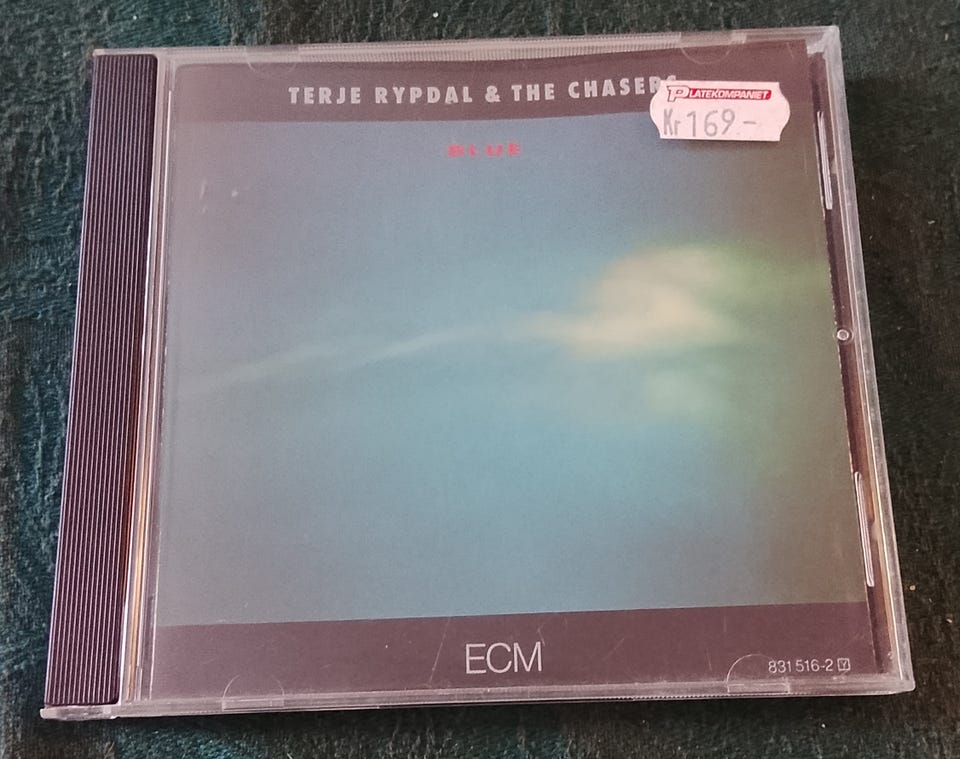 TERJE RYPDAL & THE CHASERS
PLATEKOMPANIET
Kr 169.-
BLUE
ECM
831 516-2 Y